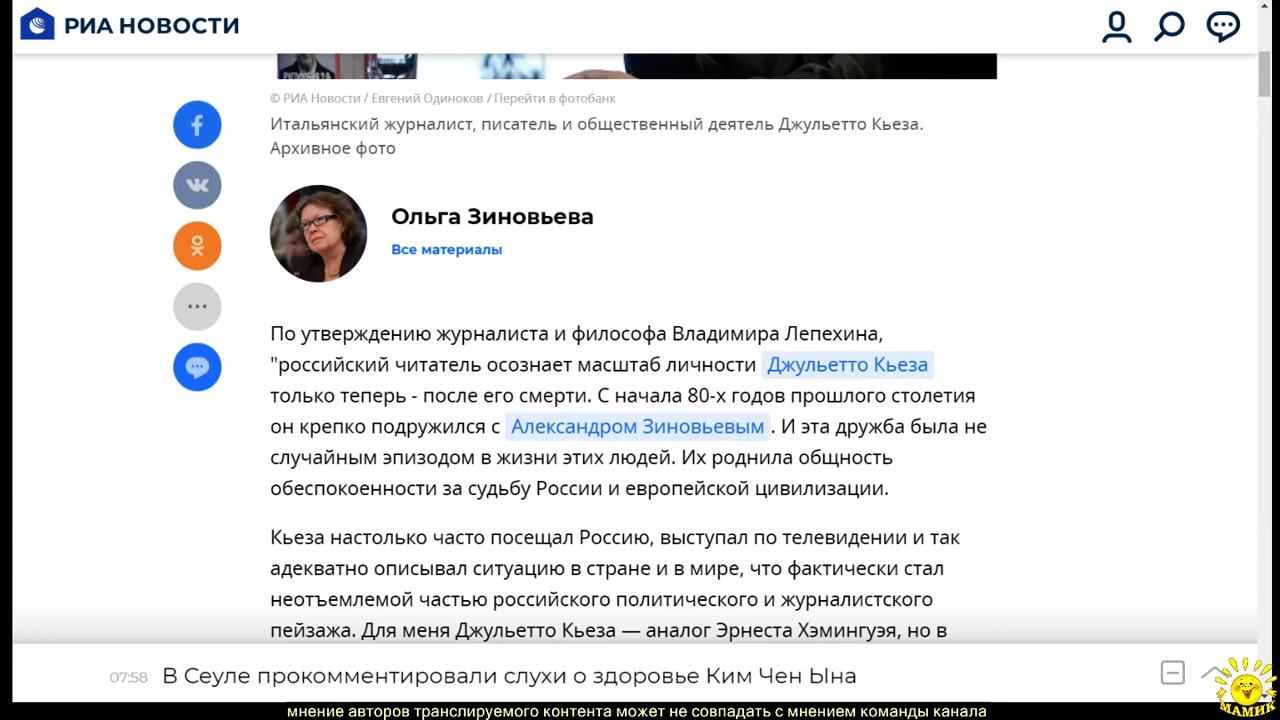 РИА НОВОСТИ
© РИА Новости / Евгений Одиноков / Перейти в фотобанк
Итальянский журналист, писатель и общественный деятель Джульетто Кьеза.
Архивное фото
Ольга Зиновьева
Все материалы
По утверждению журналиста и философа Владимира Лепехина,
"российский читатель осознает масштаб личности Джульетто Кьеза
только теперь - после его смерти. С начала 80-х годов прошлого столетия
он крепко подружился с Александром Зиновьевым . И эта дружба была не
случайным эпизодом в жизни этих людей. Их роднила общность
обеспокоенности за судьбу России и европейской цивилизации.
Кьеза настолько часто посещал Россию, выступал по телевидении и так
адекватно описывал ситуацию в стране и в мире, что фактически стал
неотъемлемой частью российского политического и журналистского
пейзажа. Для меня Джульетто Кьеза — аналог Эрнеста Хэмингуэя, но в
07:58 В Сеуле прокомментировали слухи о здоровье Ким Чен Ына
МАМИК
мнение авторов транслируемого контента может не совпадать с мнением команды канала